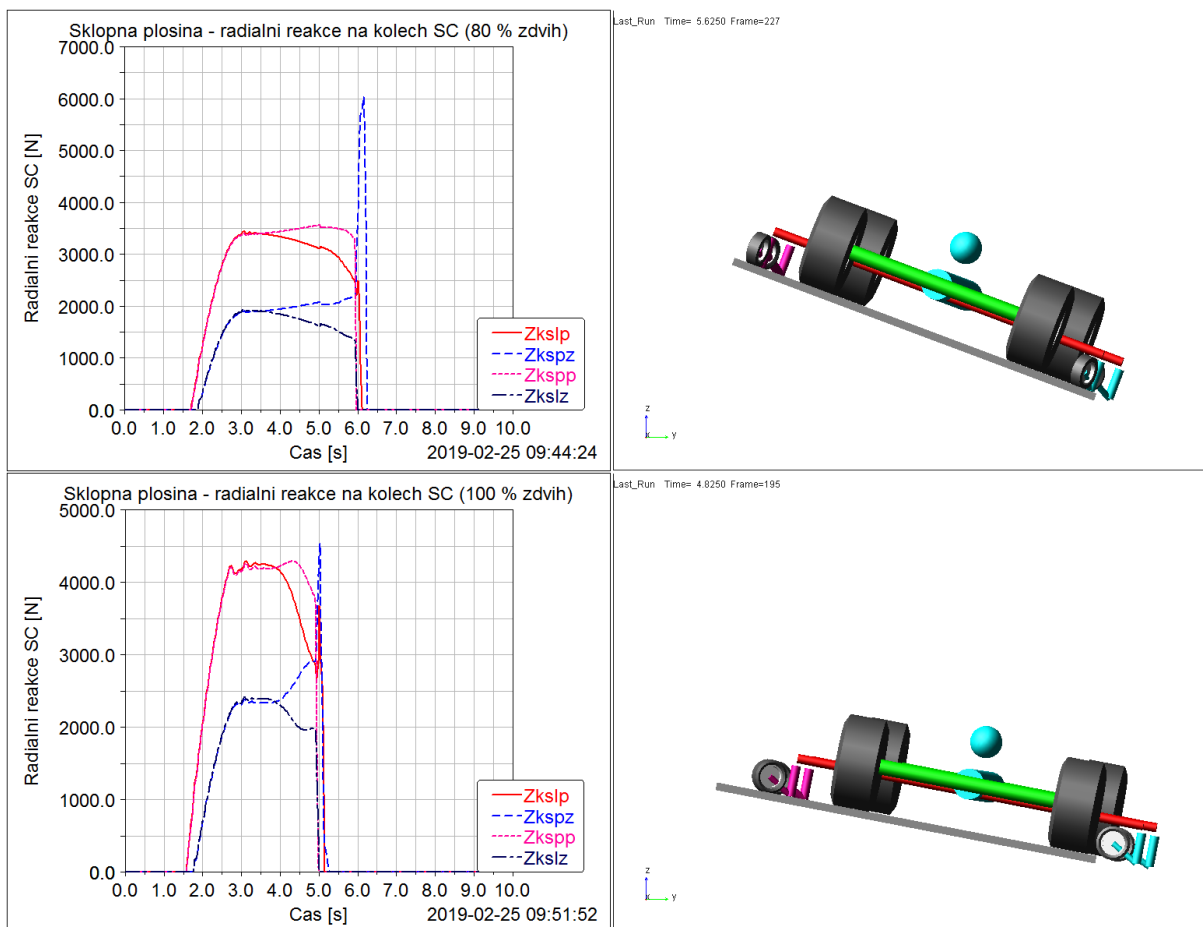 Sklopna plosina - radialni reakce na kolech SC (80 % zdvih)
7000.0
6000.0
5000.0
4000.0
3000.0
2000.0
1000.0
0.0
Radialni reakce SC [N]
Zkslp
Zkspz
Zkspp
Zkslz
0.0 1.0 2.0 3.0 4.0 5.0 6.0 7.0 8.0 9.0 10.0
Cas [s]
2019-02-25 09:44:24
Last_Run Time= 5.6250 Frame=227
z
x y
Sklopna plosina - radialni reakce na kolech SC (100 % zdvih)
5000.0
4000.0
3000.0
2000.0
1000.0
0.0
Radialni reakce SC [N]
Zkslp
Zkspz
Zkspp
Zkslz
0.0 1.0 2.0 3.0 4.0 5.0 6.0 7.0 8.0 9.0 10.0
Cas [s]
2019-02-25 09:51:52
Last_Run Time= 4.8250 Frame=195
z
x y